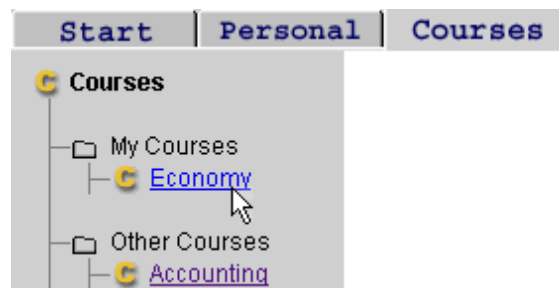 Start Personal Courses
Courses
My Courses
Economy
Other Courses
Accounting